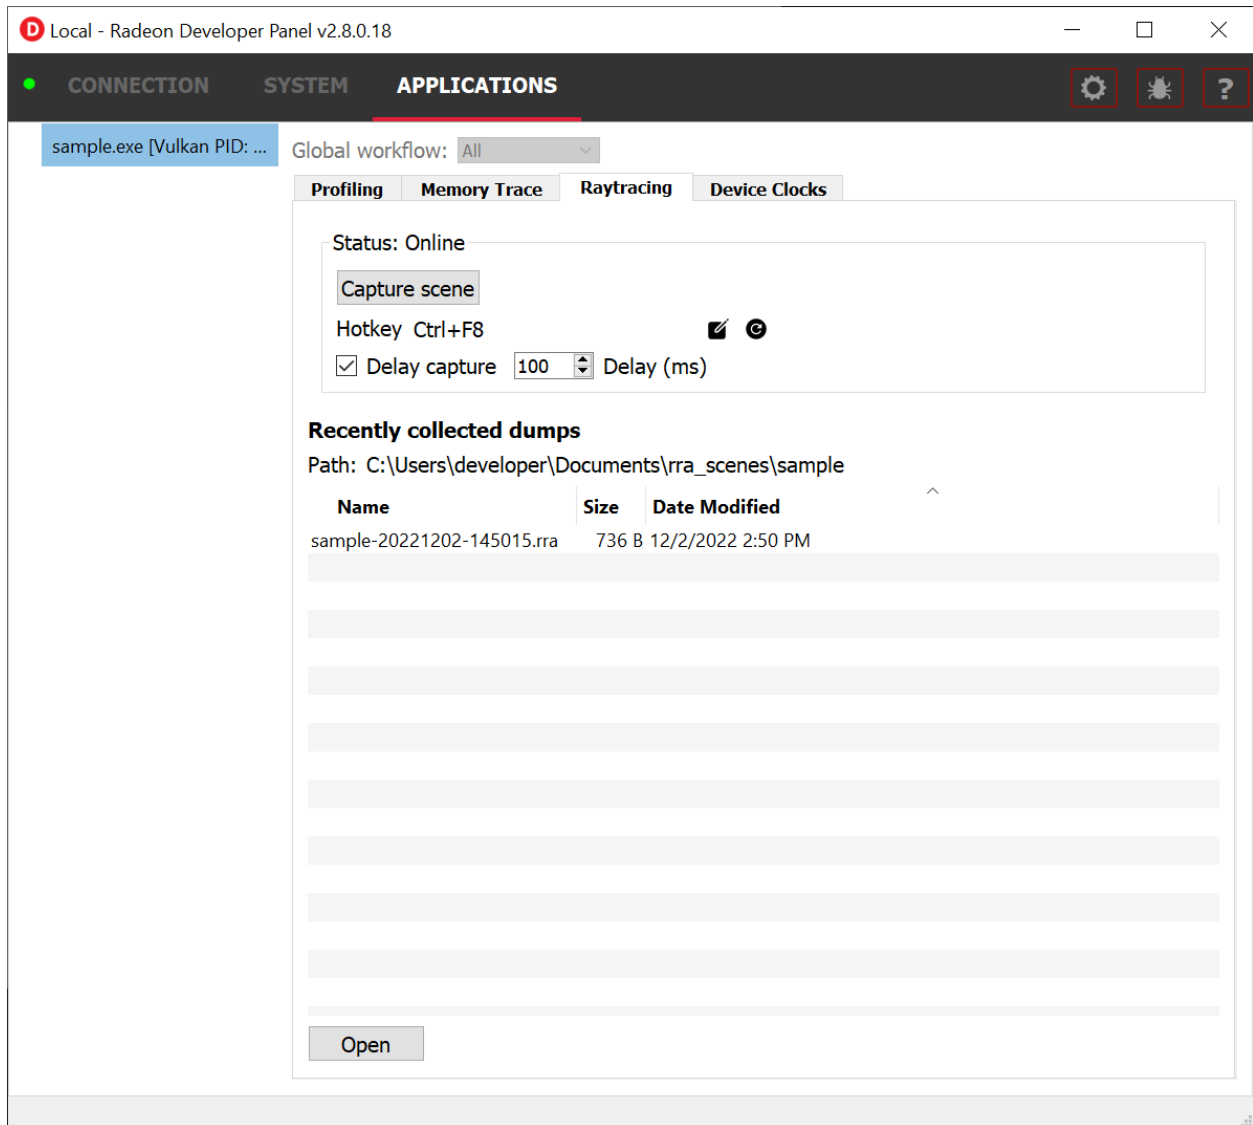 D Local - Radeon Developer Panel v2.8.0.18
CONNECTION SYSTEM APPLICATIONS ?
sample.exe [Vulkan PID: ...
Global workflow: All
Profiling Memory Trace Raytracing Device Clocks
Status: Online
Capture scene
Hotkey Ctrl+F8
Delay capture 100 Delay (ms)
Recently collected dumps
Path: C:\Users\developer\Documents\rra_scenes\sample
Name Size Date Modified
sample-20221202-145015.rra 736 B 12/2/2022 2:50 PM
Open